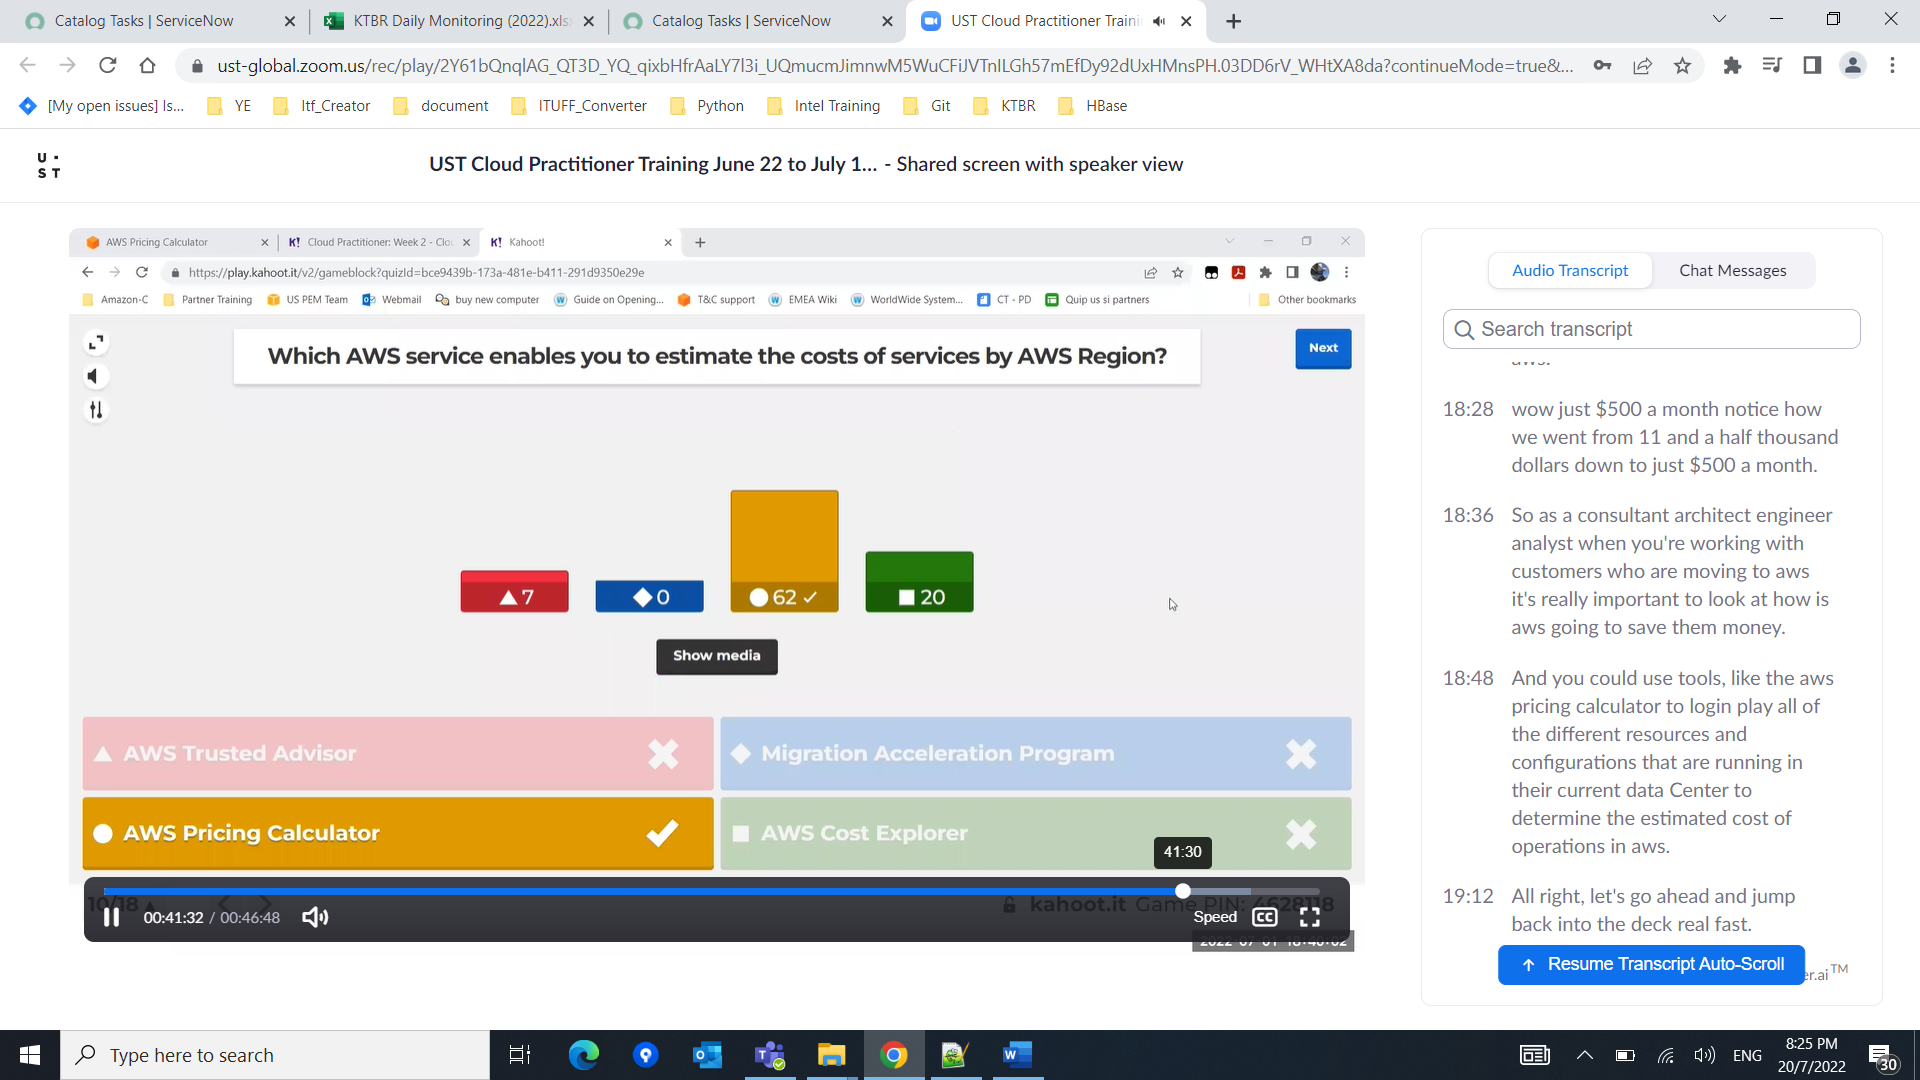 Catalog Tasks | ServiceNow
KTBR Daily Monitoring (2022).xls
Catalog Tasks | ServiceNow
UST Cloud Practitioner Traini
ust-global.zoom.us/rec/play/2Y61bQnqlAG_QT3D_YQ_qixbHfrAaLY7l3i_UQmucmJimnwM5WuCFiJVTnILGh57mEfDy92dUxHMnsPH.03DD6rV_WHtXA8da?continueMode=true&...
[My open issues] Is...
YE
Itf_Creator
document
ITUFF_Converter
Python
Intel Training
Git
KTBR
HBase
U
ST
UST Cloud Practitioner Training June 22 to July 1... - Shared screen with speaker view
AWS Pricing Calculator
K! Cloud Practitioner: Week 2 - Clo
K! Kahoot!
https://play.kahoot.it/v2/gameblock?quizId=bce9439b-173a-481e-b411-291d9350e29e
Amazon-C
Partner Training
US PEM Team
Webmail
buy new computer
Guide on Opening...
T&C support
EMEA Wiki
WorldWide System...
CT - PD
Quip us si partners
Other bookmarks
Which AWS service enables you to estimate the costs of services by AWS Region?
Next
7
0
62
20
Show media
AWS Trusted Advisor
Migration Acceleration Program
AWS Pricing Calculator
AWS Cost Explorer
41:30
10/18
kahoot.it Game PIN: 4628118
00:41:32 / 00:46:48
Speed
CC
Audio Transcript
Chat Messages
Search transcript
aws.
18:28 wow just $500 a month notice how
we went from 11 and a half thousand
dollars down to just $500 a month.
18:36 So as a consultant architect engineer
analyst when you're working with
customers who are moving to aws
it's really important to look at how is
aws going to save them money.
18:48 And you could use tools, like the aws
pricing calculator to login play all of
the different resources and
configurations that are running in
their current data Center to
determine the estimated cost of
operations in aws.
19:12 All right, let's go ahead and jump
back into the deck real fast.
Resume Transcript Auto-Scroll
er.ai TM
Type here to search
ENG
8:25 PM
20/7/2022
30